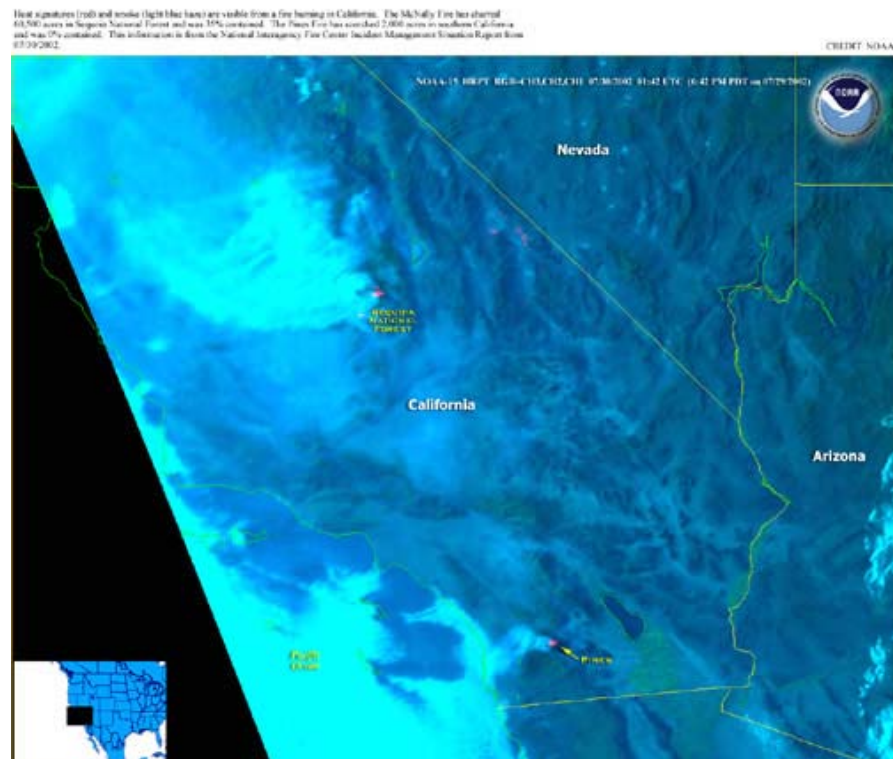 Heat signatures (red) and smoke (light blue haze) are visible from a fire burning in California. The McNally Fire has charred
60,500 acres in Sequoia National Forest and was 35% contained. The Pines Fire has scorched 2,000 acres in southern California
and was 0% contained. This information is from the National Interagency Fire Center Incident Management Situation Report from
07/30/2002.
CREDIT: NOAA
NOAA-15 HRPT RGB=CH3,CH2,CH1 07/30/2002 01:42 UTC (6:42 PM PDT on 07/29/2002)
NOAA
Nevada
SEQUOIA
NATIONAL
FOREST
California
Arizona
Pacific
Ocean
PINES